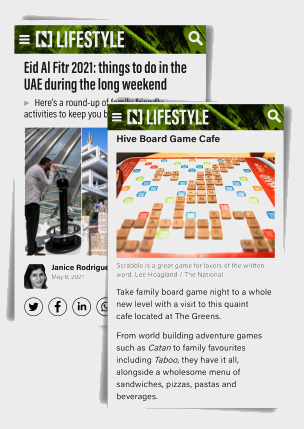 N LIFESTYLE
Eid Al Fitr 2021: things to do in the
UAE during the long weekend
Here's a round-up of family-friendly
activities to keep you b
Janice Rodrigue
May 6, 2021
N LIFESTYLE
Hive Board Game Cafe
Scrabble is a great game for lovers of the written
word. Lee Hoagland / The National
Take family board game night to a whole
new level with a visit to this quaint
cafe located at The Greens.
From world building adventure games
such as Catan to family favourites
including Taboo, they have it all,
alongside a wholesome menu of
sandwiches, pizzas, pastas and
beverages.